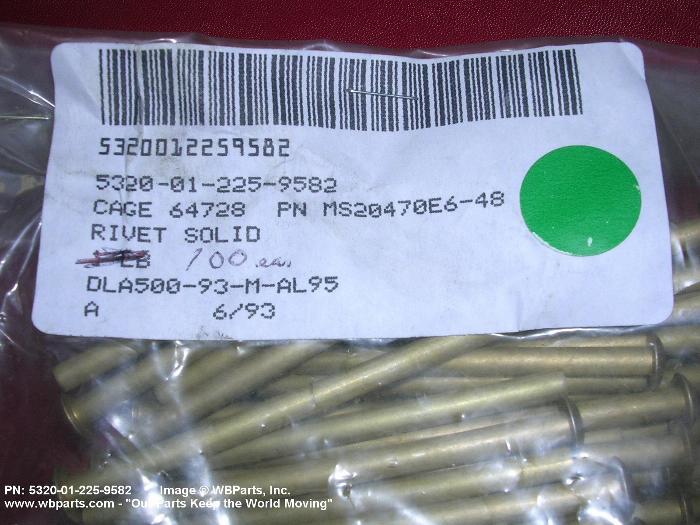 5320012259582
5320-01-225-9582
CAGE 64728 PN MS20470E6-48
RIVET SOLID
LB 100 ea.
DLA500-93-M-AL95
A 6/93
PN: 5320-01-225-9582 Image © WBParts, Inc.
www.wbparts.com - "Our Parts Keep the World Moving"